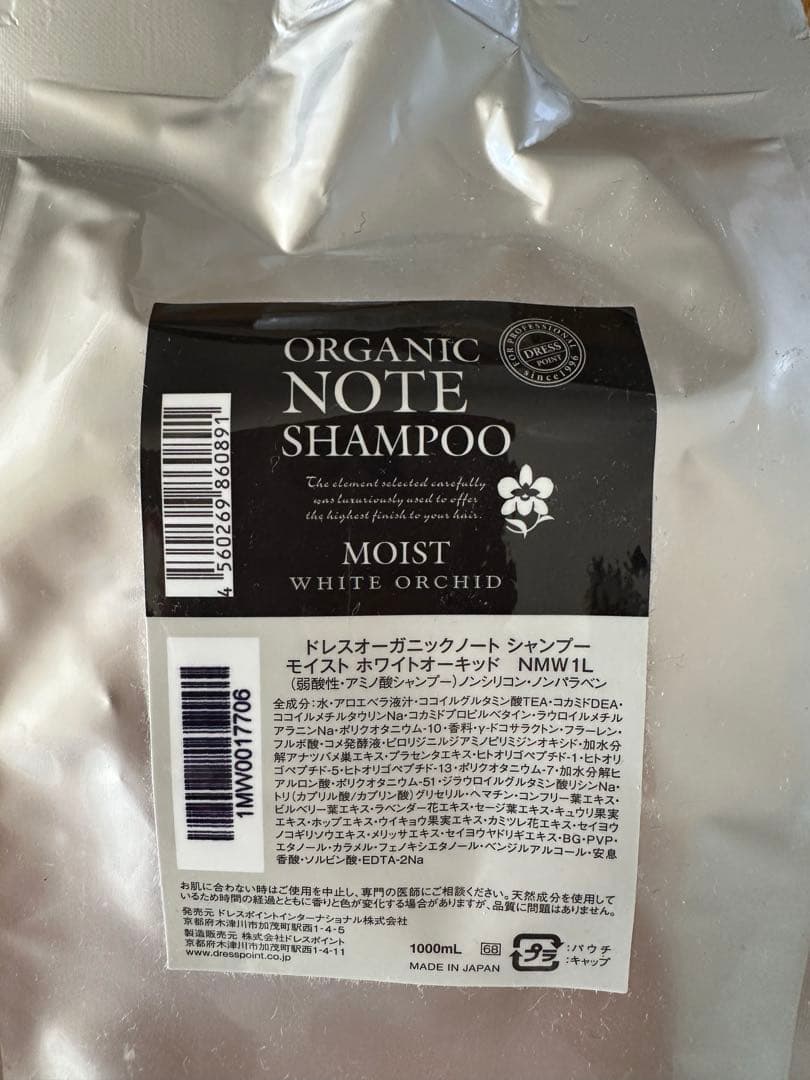 ORGANIC
NOTE
SHAMPOO
FOR PROFESSIONAL
DRESS
POINT
since1996
The element selected carefully
was luxuriously used to offer
the highest finish to your hair.
MOIST
WHITE ORCHID
4 560269 860891
ドレスオーガニックノート シャンプー
モイスト ホワイトオーキッド NMW1L
(弱酸性・アミノ酸シャンプー)ノンシリコン・ノンパラベン
1MW0017706
全成分:水・アロエベラ液汁・ココイルグルタミン酸TEA・コカミドDEA・
ココイルメチルタウリンNa・コカミドプロピルベタイン・ラウロイルメチル
アラニンNa・ポリクオタニウム-10・香料・γ-ドコサラクトン・フラーレン・
フルボ酸・コメ発酵液・ピロリジニルジアミノピリミジンオキシド・加水分
解アナツバメ巣エキス・プラセンタエキス・ヒトオリゴペプチド-1・ヒトオリ
ゴペプチド-5・ヒトオリゴペプチド-13・ポリクオタニウム-7・加水分解ヒ
アルロン酸・ポリクオタニウム-51・ジラウロイルグルタミン酸リシンNa・
トリ(カプリル酸/カプリン酸)グリセリル・ヘマチン・コンフリー葉エキス・
ビルベリー葉エキス・ラベンダー花エキス・セージ葉エキス・キュウリ果実
エキス・ホップエキス・ウイキョウ果実エキス・カミツレ花エキス・セイヨウ
ノコギリソウエキス・メリッサエキス・セイヨウヤドリギエキス・BG・PVP・
エタノール・カラメル・フェノキシエタノール・ベンジルアルコール・安息
香酸・ソルビン酸・EDTA-2Na
お肌に合わない時はご使用を中止し、専門の医師にご相談ください。天然成分を使用して
いるため時間の経過とともに香りと色が変化する場合がありますが、品質に問題はありません。
発売元 ドレスポイントインターナショナル株式会社
京都府木津川市加茂町駅西1-4-5
製造販売元 株式会社ドレスポイント
京都府木津川市加茂町駅西1-4-11
www.dresspoint.co.jp
1000mL 68
MADE IN JAPAN
プラ
:パウチ
:キャップ